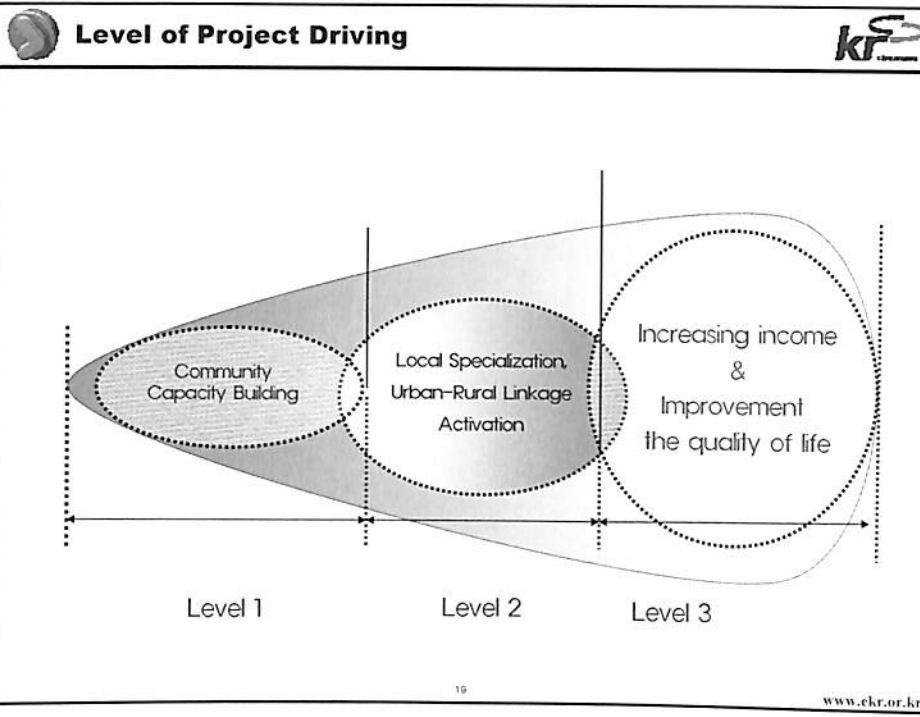 Level of Project Driving
kr
Community
Capacity Building
Local Specialization,
Urban-Rural Linkage
Activation
Increasing income
&
Improvement
the quality of life
Level 1
Level 2
Level 3
19
www.ekr.or.kr